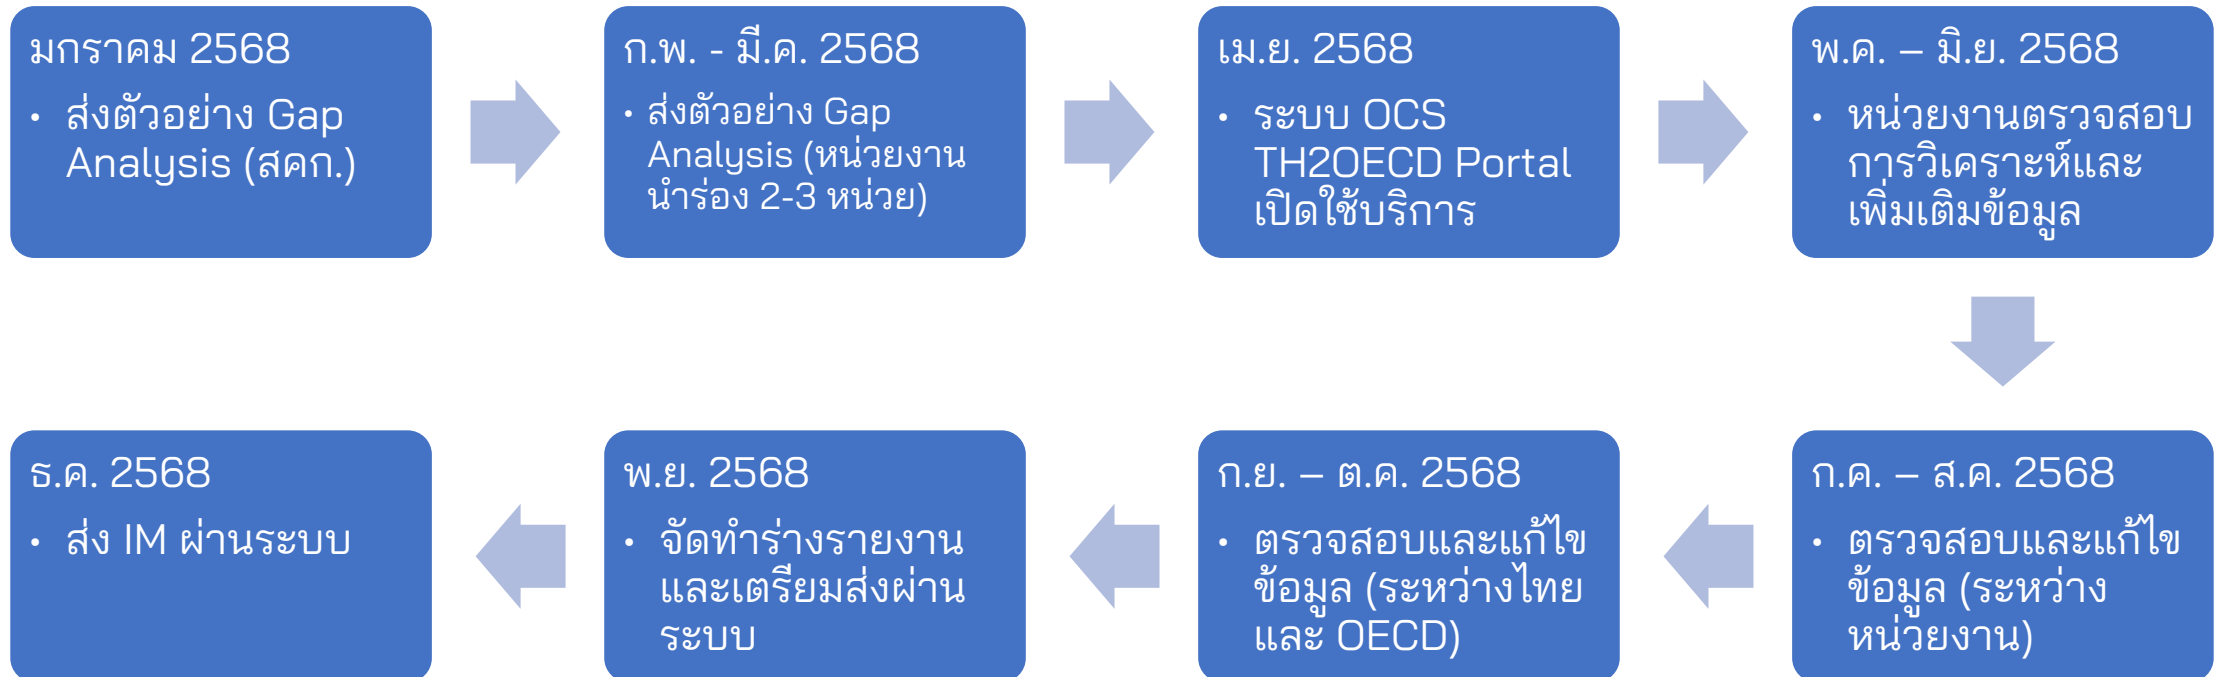 มกราคม 2568
• ส่งตัวอย่าง Gap
Analysis (สคก.)
ก.พ. - มี.ค. 2568
• ส่งตัวอย่าง Gap
Analysis (หน่วยงาน
นำร่อง 2-3 หน่วย)
เม.ย. 2568
• ระบบ OCS
TH2OECD Portal
เปิดใช้บริการ
พ.ค. – มิ.ย. 2568
• หน่วยงานตรวจสอบ
การวิเคราะห์และ
เพิ่มเติมข้อมูล
ก.ค. – ส.ค. 2568
• ตรวจสอบและแก้ไข
ข้อมูล (ระหว่าง
หน่วยงาน)
ก.ย. – ต.ค. 2568
• ตรวจสอบและแก้ไข
ข้อมูล (ระหว่างไทย
และ OECD)
พ.ย. 2568
• จัดทำร่างรายงาน
และเตรียมส่งผ่าน
ระบบ
ธ.ค. 2568
• ส่ง IM ผ่านระบบ